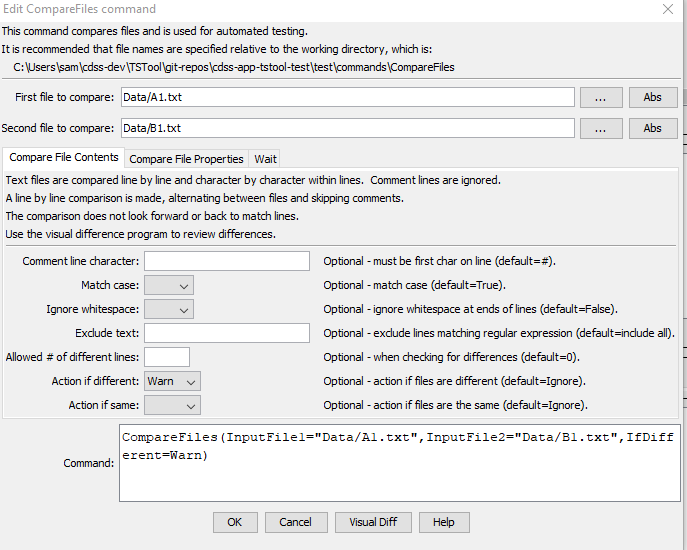 Edit CompareFiles command
This command compares files and is used for automated testing.
It is recommended that file names are specified relative to the working directory, which is:
C:\Users\sam\cdss-dev\TSTool\git-repos\cdss-app-tstool-test\test\commands\CompareFiles
First file to compare: Data/A1.txt ... Abs
Second file to compare: Data/B1.txt ... Abs
Compare File Contents Compare File Properties Wait
Text files are compared line by line and character by character within lines. Comment lines are ignored.
A line by line comparison is made, alternating between files and skipping comments.
The comparison does not look forward or back to match lines.
Use the visual difference program to review differences.
Comment line character: Optional - must be first char on line (default=#).
Match case: Optional - match case (default=True).
Ignore whitespace: Optional - ignore whitespace at ends of lines (default=False).
Exclude text: Optional - exclude lines matching regular expression (default=include all).
Allowed # of different lines: Optional - when checking for differences (default=0).
Action if different: Warn Optional - action if files are different (default=Ignore).
Action if same: Optional - action if files are the same (default=Ignore).
CompareFiles(InputFile1="Data/A1.txt",InputFile2="Data/B1.txt",IfDiff
Command: erent=Warn)
OK Cancel Visual Diff Help